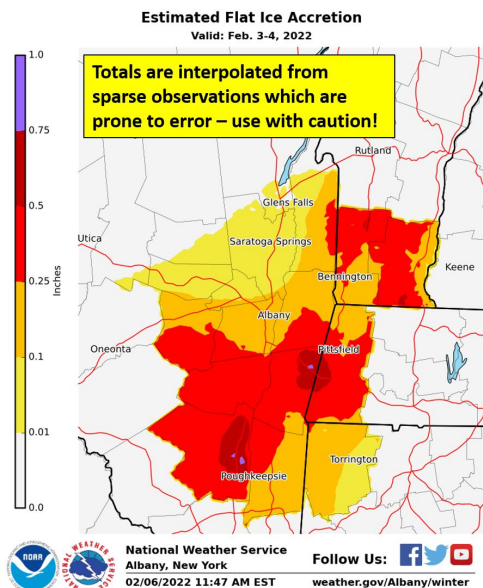 Estimated Flat Ice Accretion
Valid: Feb. 3-4, 2022
Totals are interpolated from
sparse observations which are
prone to error – use with caution!
1.0
0.75
0.5
0.25
0.1
0.01
0.0
Inches
Rutland
Glens Falls
Utica
Saratoga Springs
Keene
Bennington
Albany
Oneonta
Pittsfield
Torrington
Poughkeepsie
NOAA
National Weather Service
Albany, New York
02/06/2022 11:47 AM EST
Follow Us:
weather.gov/Albany/winter